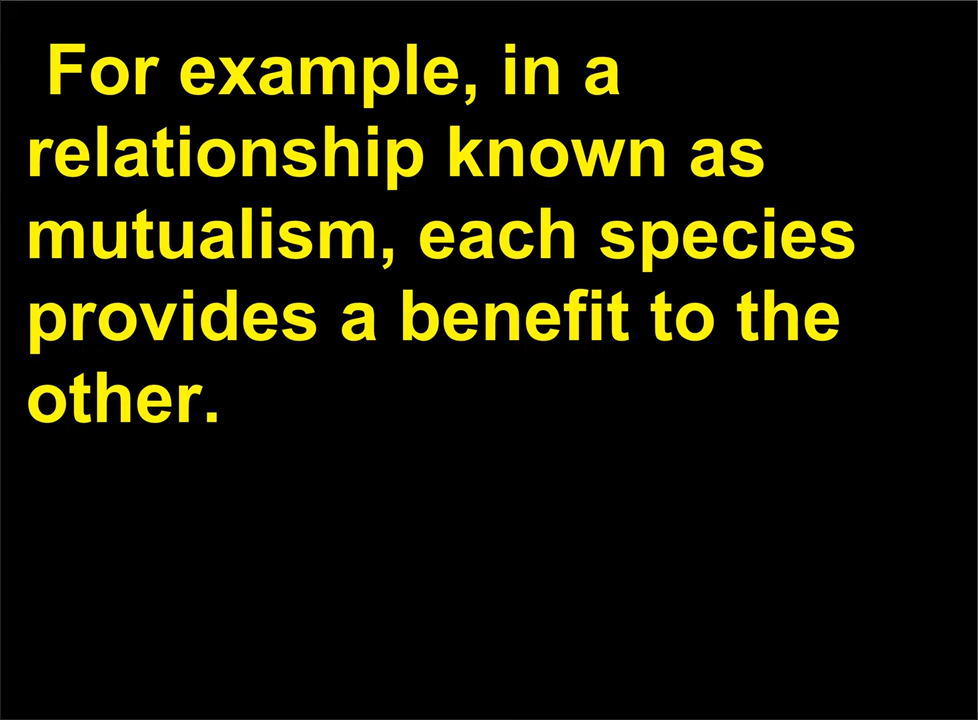 For example, in a
relationship known as
mutualism, each species
provides a benefit to the
other.